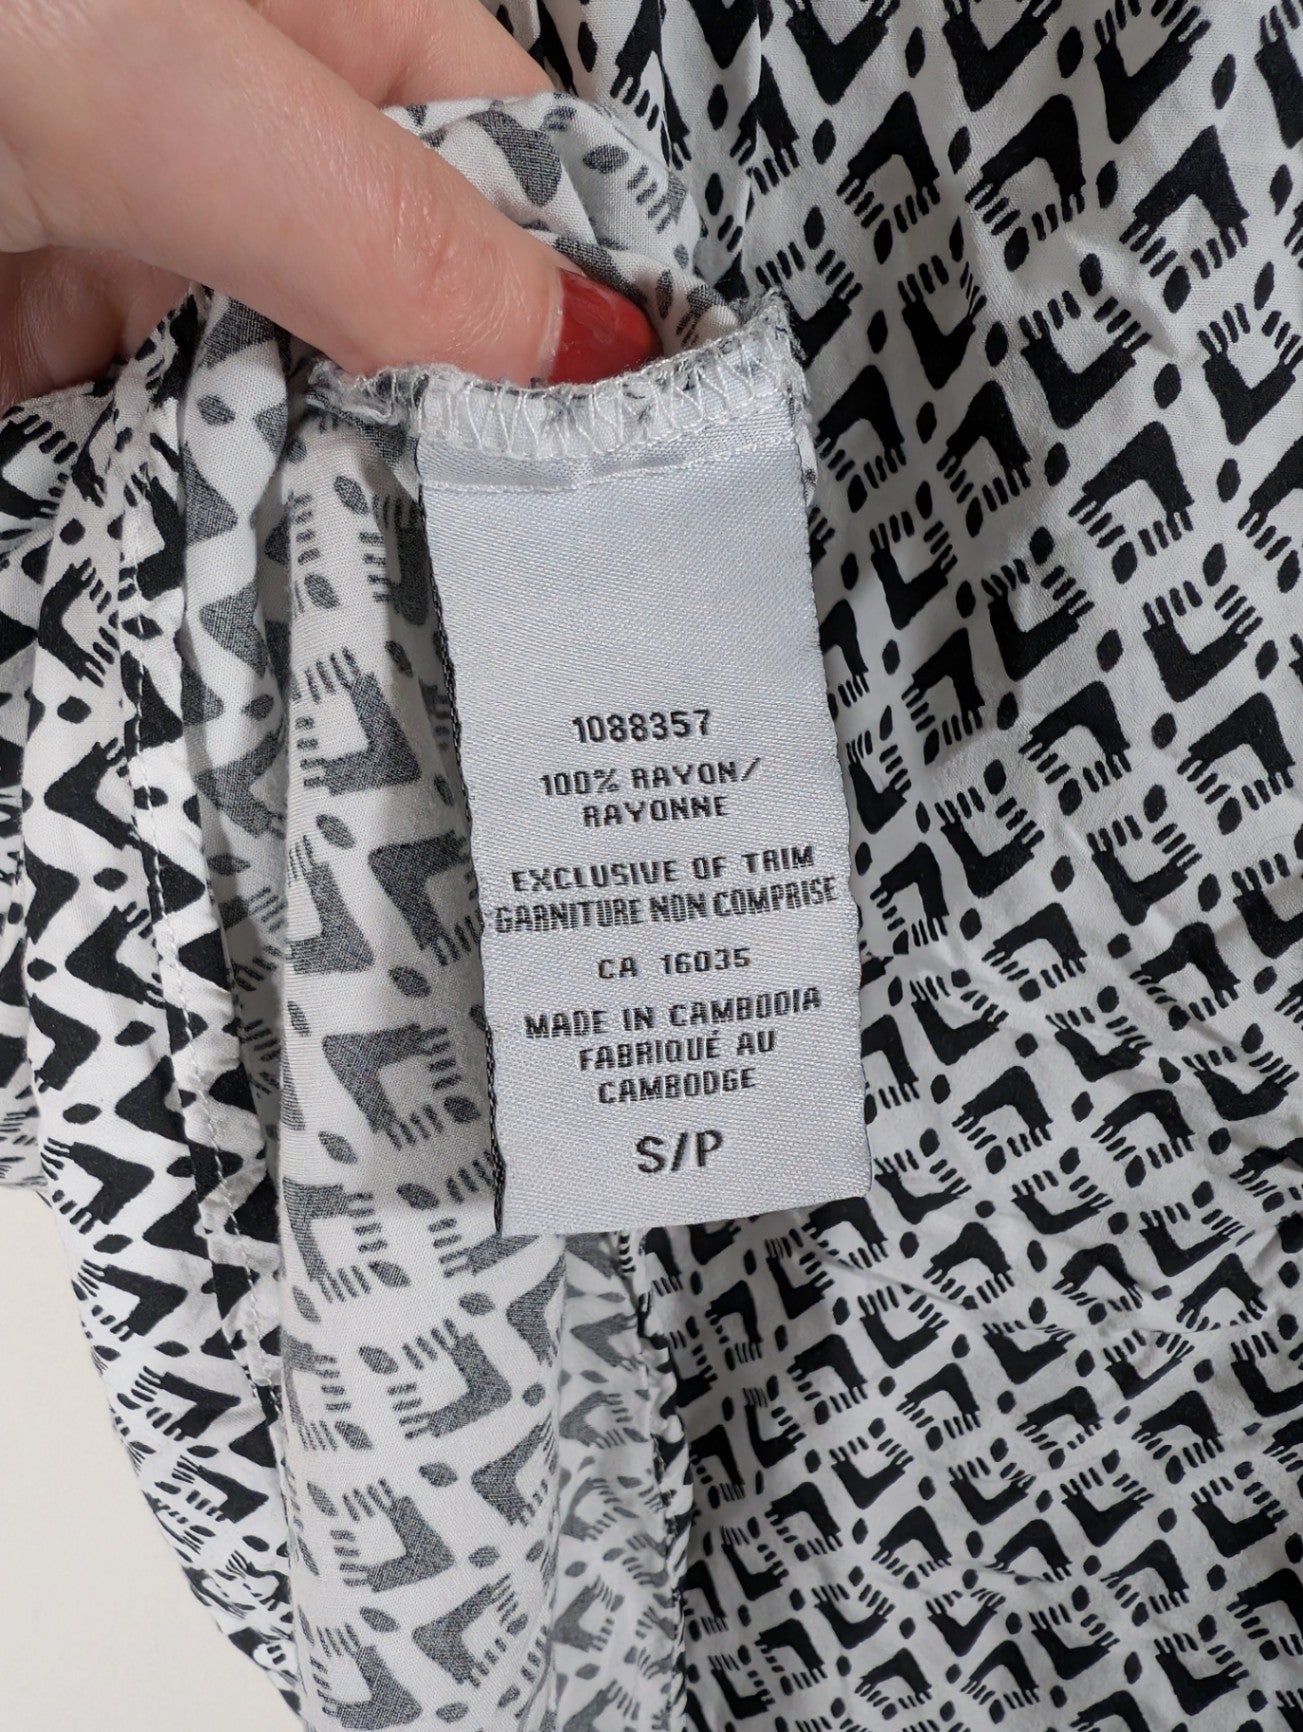 1088357
100% RAYON/
RAYONNE
EXCLUSIVE OF TRIM
GARNITURE NON COMPRISE
CA 16035
MADE IN CAMBODIA
FABRIQUÉ AU
CAMBODGE
S/P